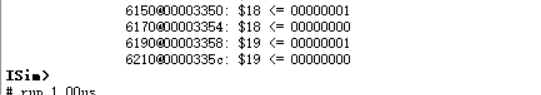 6150@00003350: $18 <= 00000001
6170@00003354: $18 <= 00000000
6190@00003358: $19 <= 00000001
6210@0000335c: $19 <= 00000000
ISim>
# run 1.00us